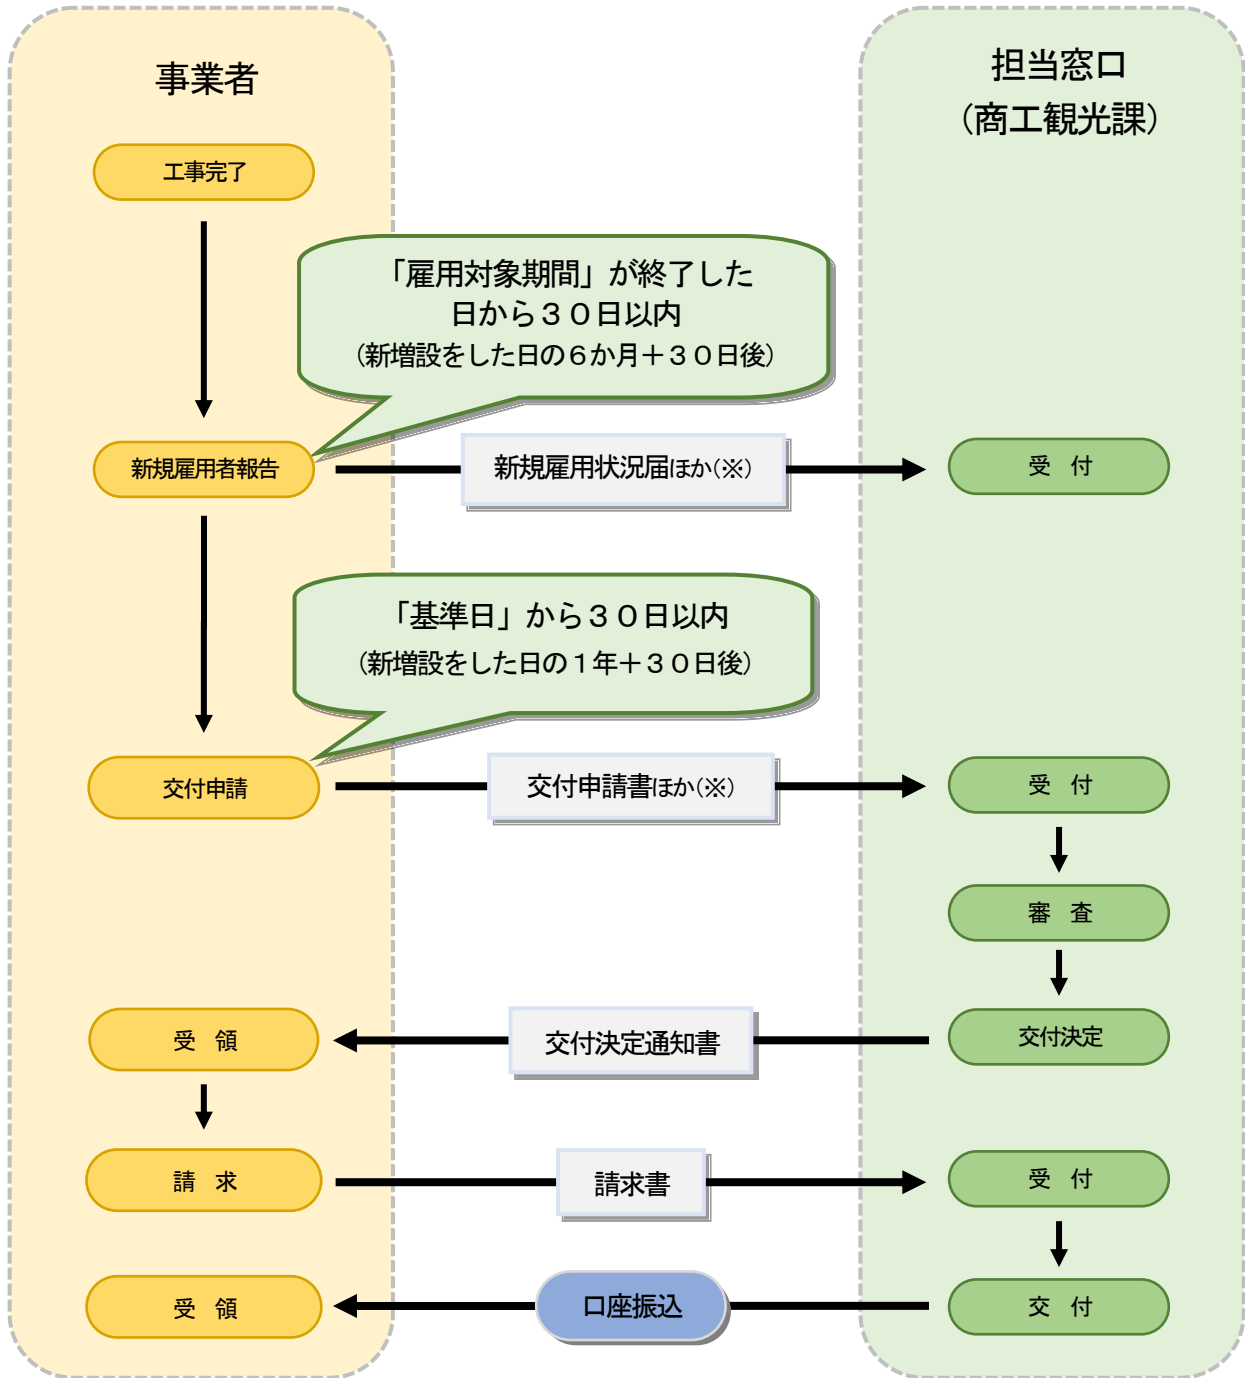 事業者
担当窓口
（商工観光課）
工事完了
「雇用対象期間」が終了した
日から３０日以内
（新増設をした日の６か月＋３０日後）
新規雇用者報告
新規雇用状況届ほか（※）
受　付
「基準日」から３０日以内
（新増設をした日の１年＋３０日後）
交付申請
交付申請書ほか（※）
受　付
審　査
受　領
交付決定通知書
交付決定
請　求
請求書
受　付
受　領
口座振込
交　付